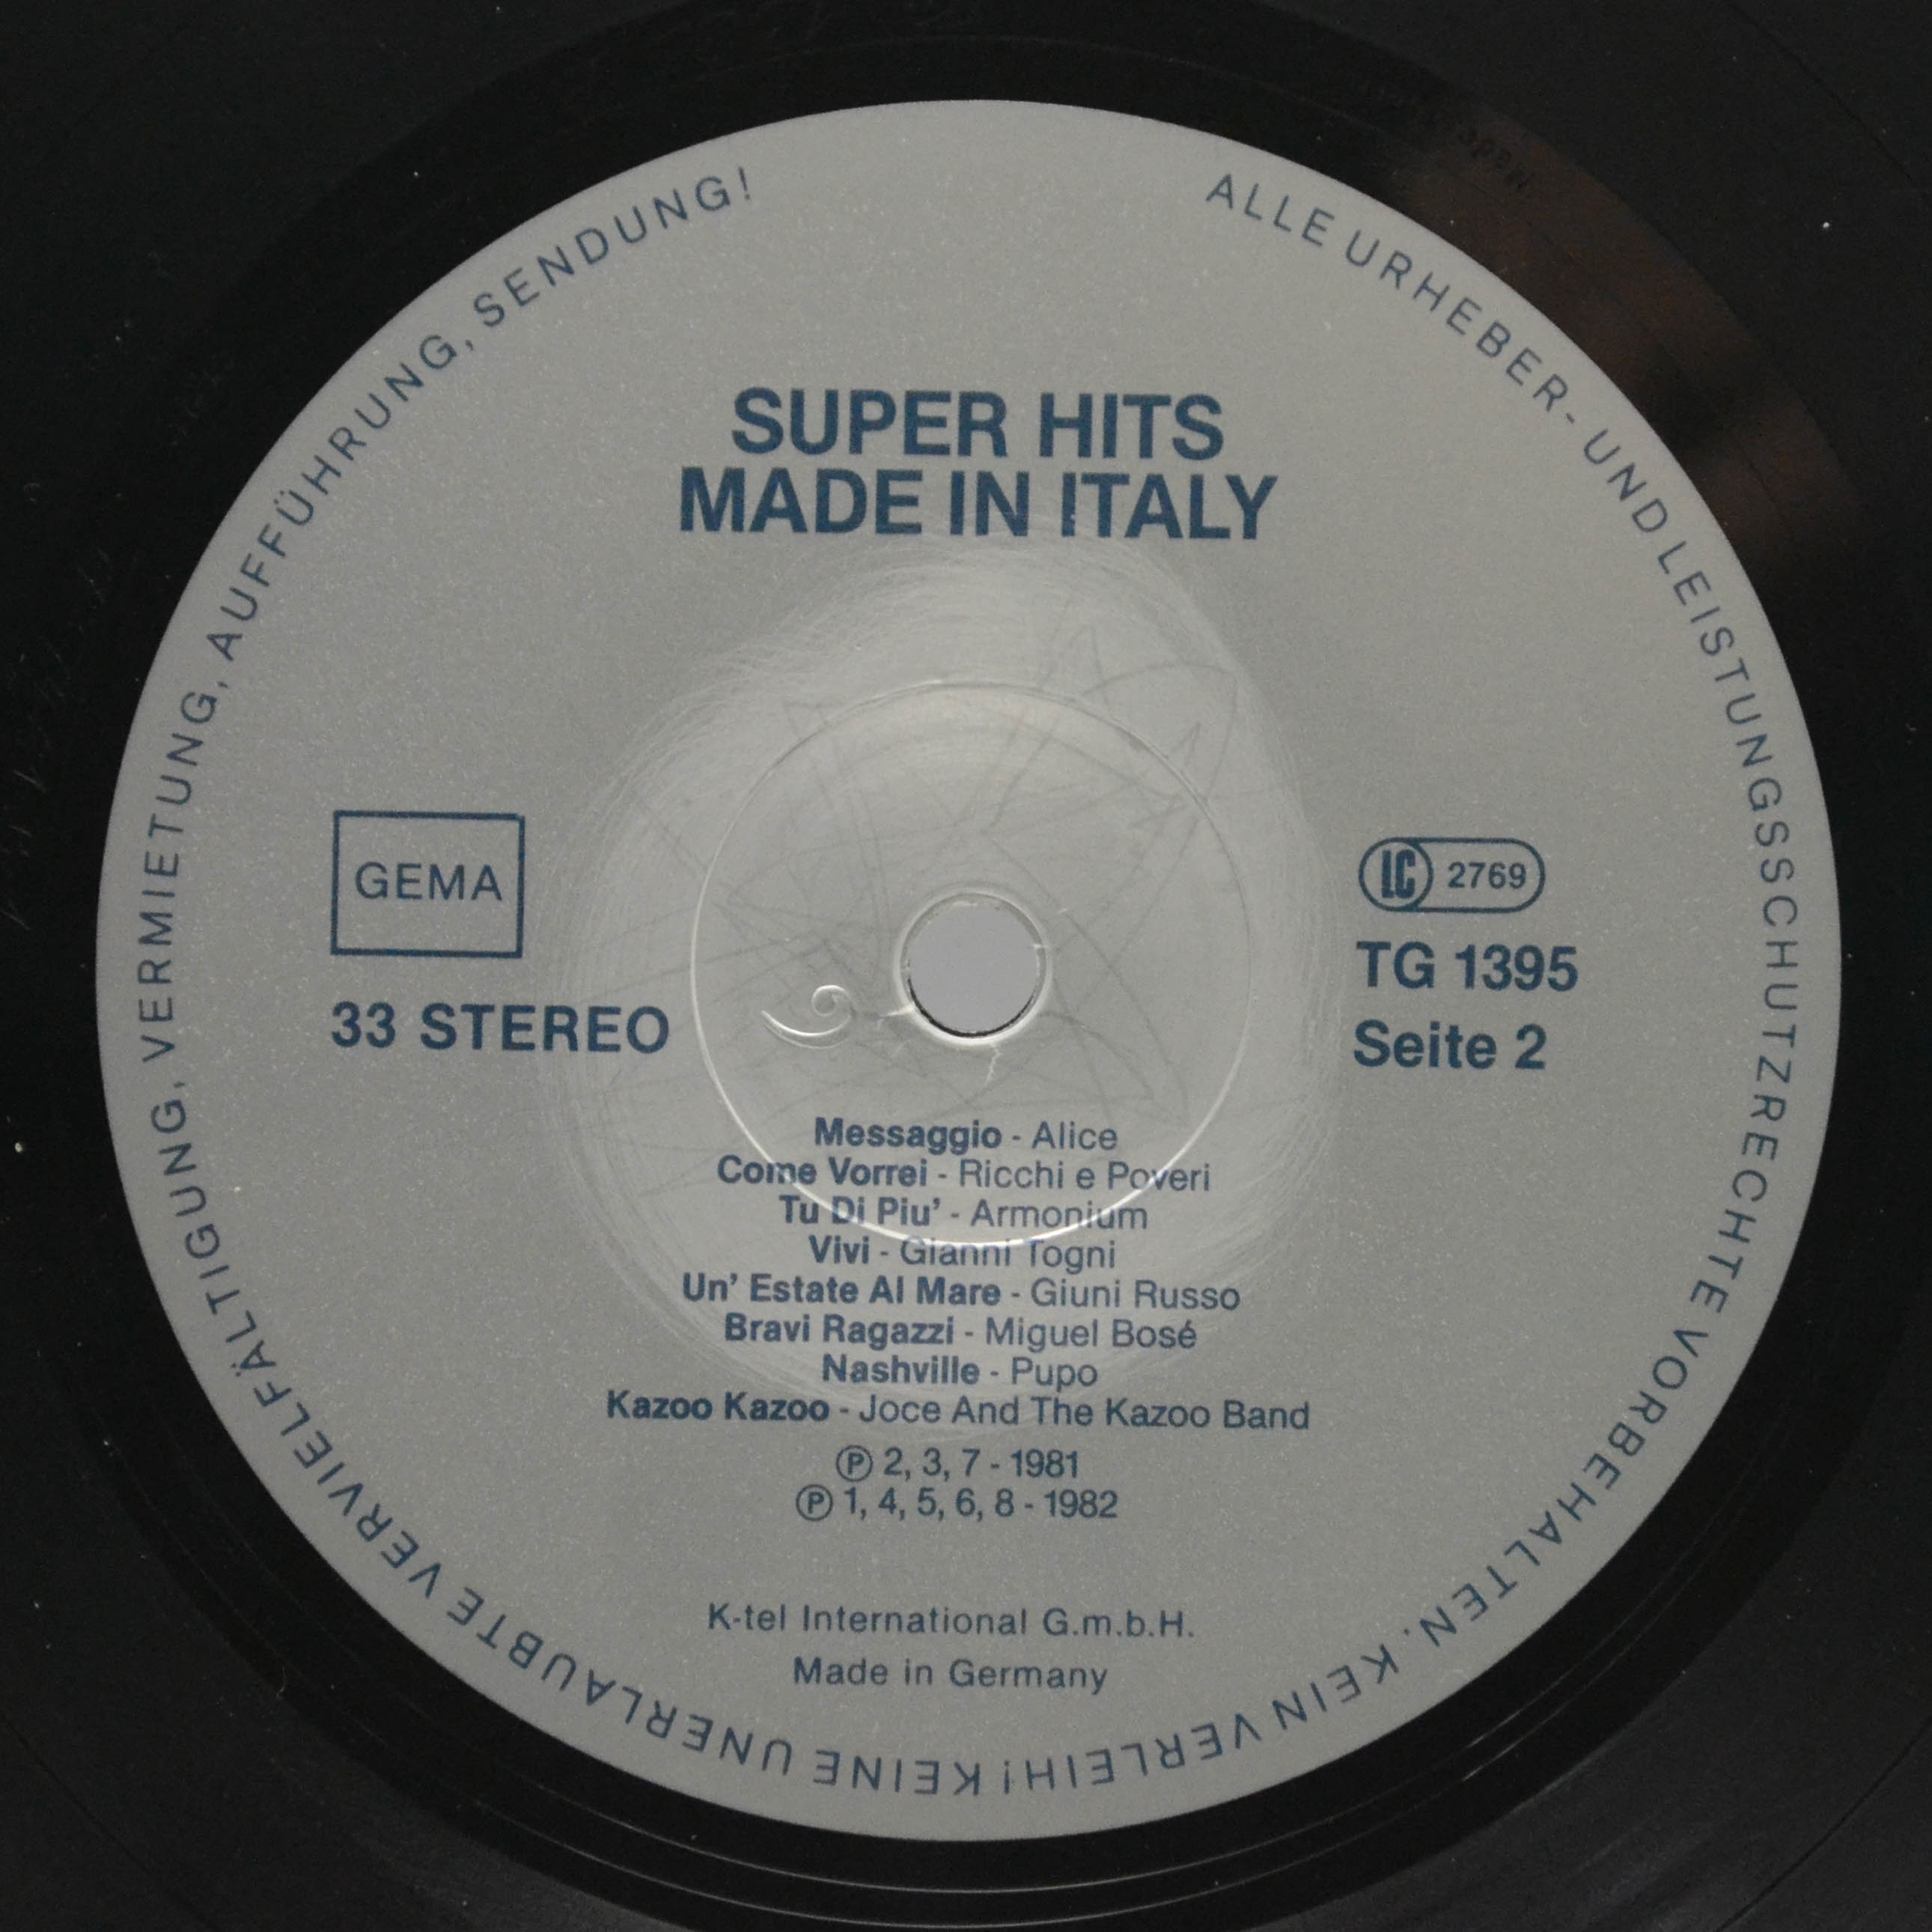 SUPER HITS
MADE IN ITALY
GEMA
33 STEREO
LC 2769
TG 1395
Seite 2
Messaggio - Alice
Come Vorrei - Ricchi e Poveri
Tu Di Piu' - Armonium
Vivi - Gianni Togni
Un' Estate Al Mare - Giuni Russo
Bravi Ragazzi - Miguel Bosé
Nashville - Pupo
Kazoo Kazoo - Joce And The Kazoo Band
Ⓟ 2, 3, 7 - 1981
Ⓟ 1, 4, 5, 6, 8 - 1982
K-tel International G.m.b.H.
Made in Germany
ALLE URHEBER- UND LEISTUNGSSCHUTZRECHTE VORBEHALTEN. KEIN VERLEIH! KEINE UNERLAUBTE VERVIELFÄLTIGUNG, VERMIETUNG, AUFFÜHRUNG, SENDUNG!